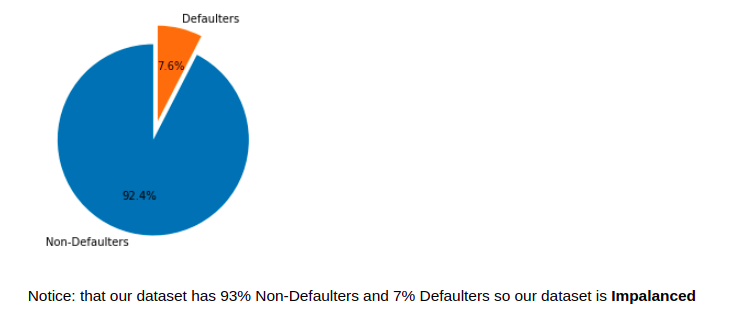 Defaulters
7.6%
92.4%
Non-Defaulters
Notice: that our dataset has 93% Non-Defaulters and 7% Defaulters so our dataset is Impalanced